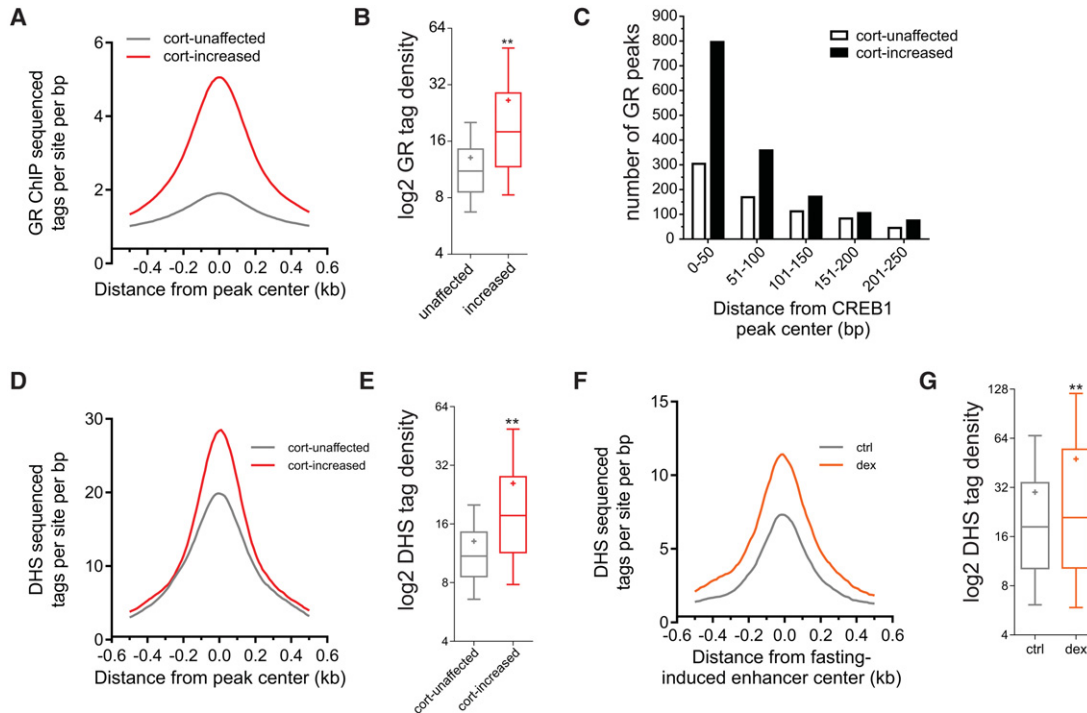 A
cort-unaffected
cort-increased
GR ChIP sequenced
tags per site per bp
6
4
2
0
-0.4 -0.2 0.0 0.2 0.4 0.6
Distance from peak center (kb)
B
log2 GR tag density
64
32
16
8
4
**
+
+
unaffected
increased
C
number of GR peaks
900
800
700
600
500
400
300
200
100
0
cort-unaffected
cort-increased
0-50
51-100
101-150
151-200
201-250
Distance from CREB1
peak center (bp)
D
DHS sequenced
tags per site per bp
30
20
10
0
cort-unaffected
cort-increased
-0.6 -0.4 -0.2 0.0 0.2 0.4 0.6
Distance from peak center (kb)
E
log2 DHS tag density
64
32
16
8
4
**
+
+
cort-unaffected
cort-increased
F
DHS sequenced
tags per site per bp
15
10
5
0
ctrl
dex
-0.6 -0.4 -0.2 0.0 0.2 0.4 0.6
Distance from fasting-
induced enhancer center (kb)
G
log2 DHS tag density
128
64
32
16
8
4
**
+
+
ctrl dex